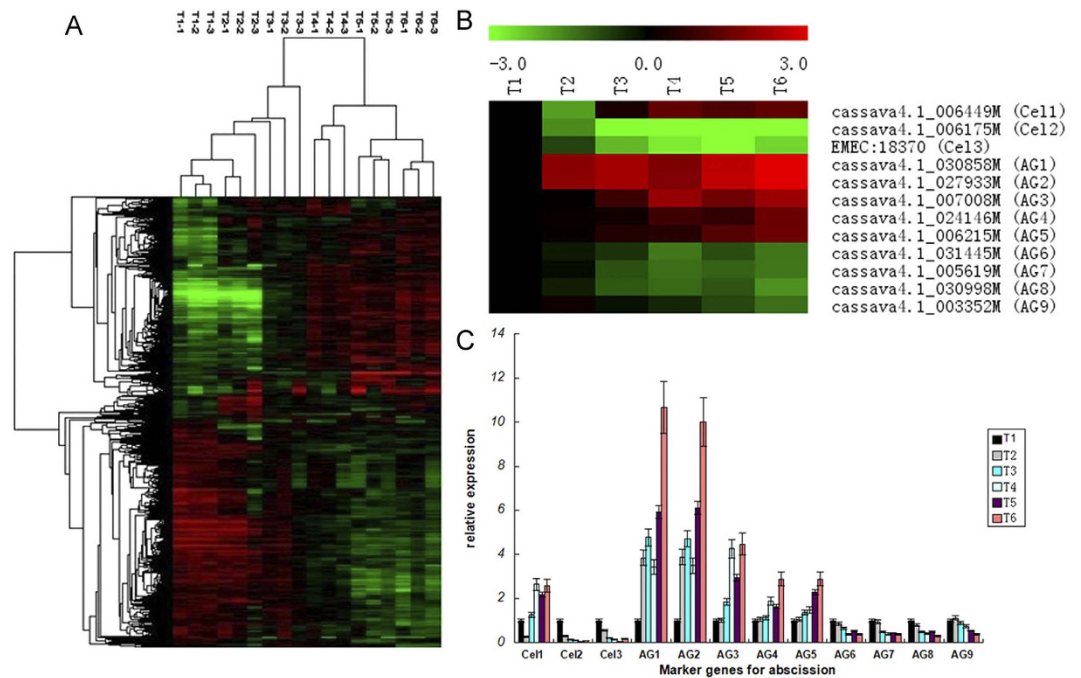 A
T1-1
T1-2
T1-3
T2-1
T2-2
T2-3
T3-1
T3-2
T3-3
T4-1
T4-2
T4-3
T5-1
T5-2
T5-3
T6-1
T6-2
T6-3
B
-3.0 0.0 3.0
T1 T2 T3 T4 T5 T6
cassava4.1_006449M (Cel1)
cassava4.1_006175M (Cel2)
EMEC:18370 (Cel3)
cassava4.1_030858M (AG1)
cassava4.1_027933M (AG2)
cassava4.1_007008M (AG3)
cassava4.1_024146M (AG4)
cassava4.1_006215M (AG5)
cassava4.1_031445M (AG6)
cassava4.1_005619M (AG7)
cassava4.1_030998M (AG8)
cassava4.1_003352M (AG9)
C
relative expression
14
12
10
8
6
4
2
0
Cel1 Cel2 Cel3 AG1 AG2 AG3 AG4 AG5 AG6 AG7 AG8 AG9
Marker genes for abscission
T1
T2
T3
T4
T5
T6